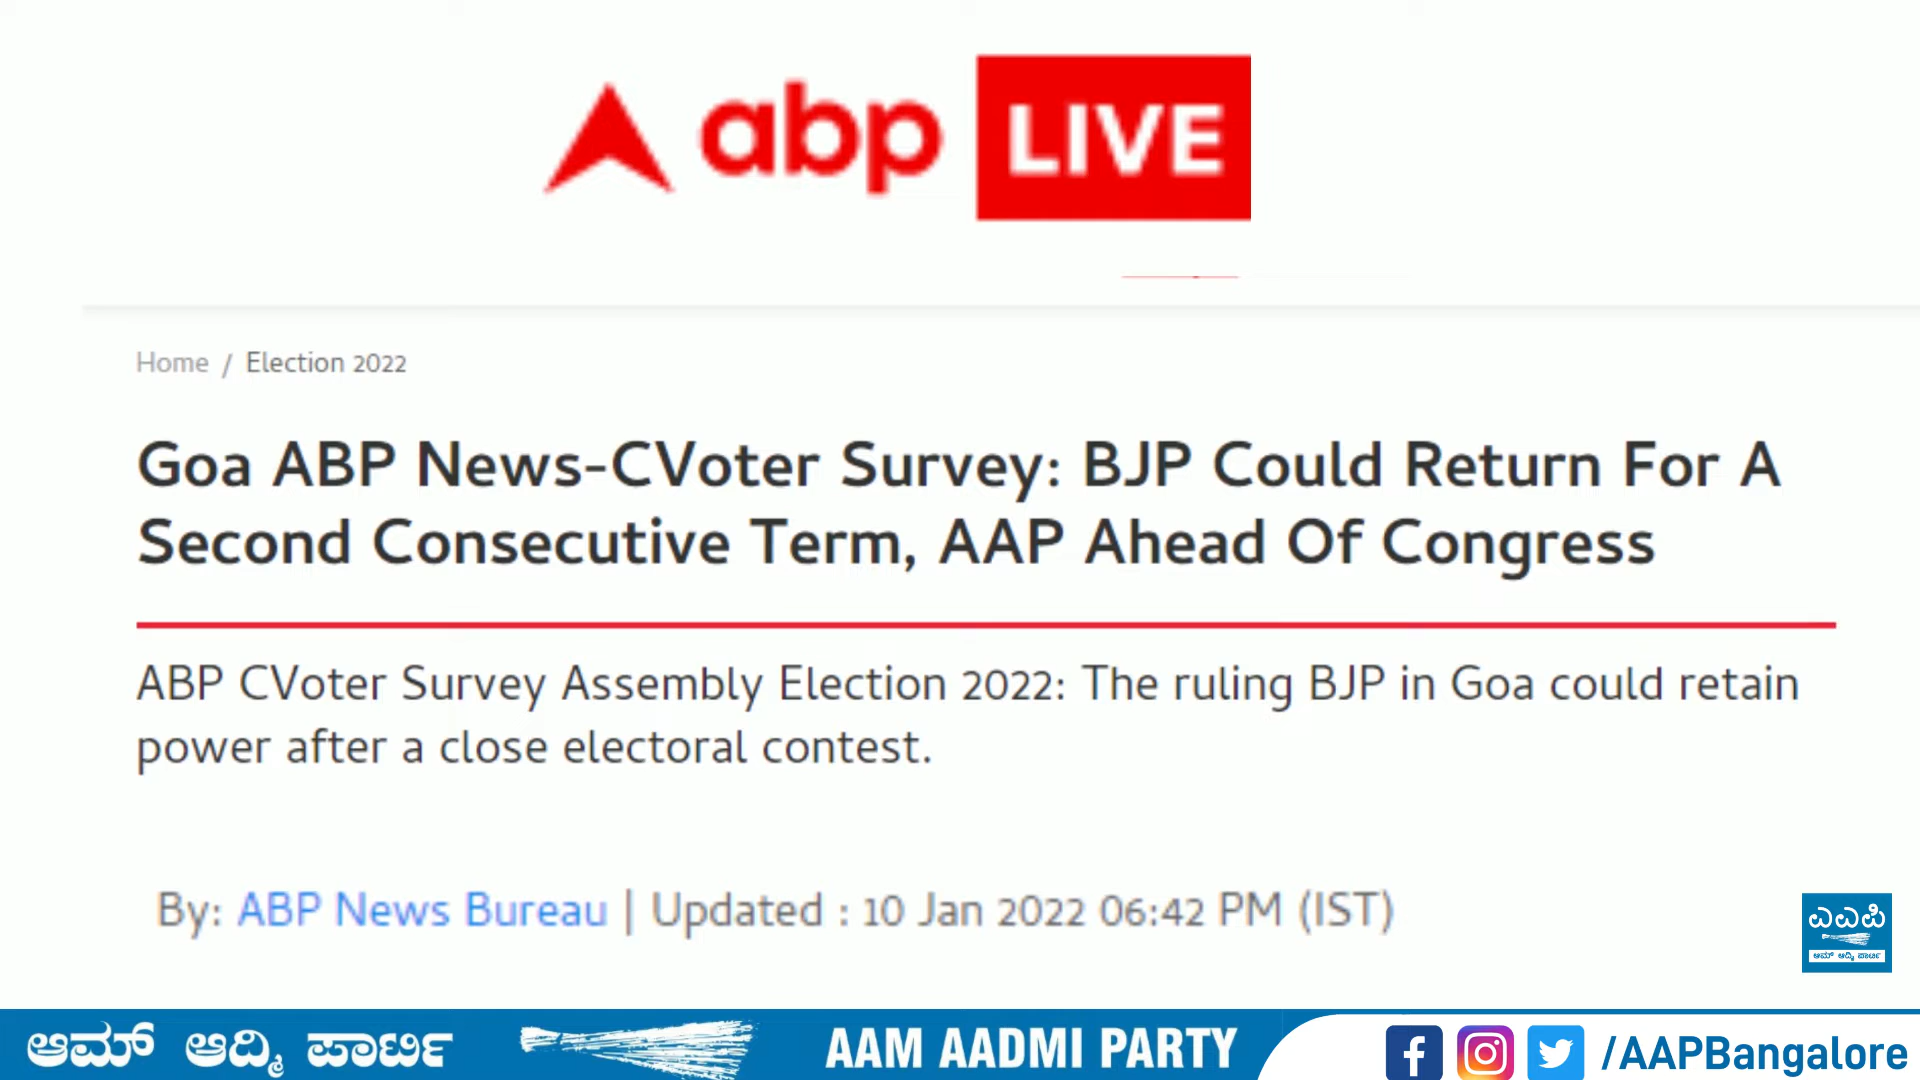 abp LIVE
Home / Election 2022
Goa ABP News-CVoter Survey: BJP Could Return For A
Second Consecutive Term, AAP Ahead Of Congress
ABP CVoter Survey Assembly Election 2022: The ruling BJP in Goa could retain
power after a close electoral contest.
By: ABP News Bureau | Updated : 10 Jan 2022 06:42 PM (IST)
ಎಎಪಿ
ಆಮ್ ಆದ್ಮಿ ಪಾರ್ಟಿ
ಆಮ್ ಆದ್ಮಿ ಪಾರ್ಟಿ AAM AADMI PARTY /AAPBangalore